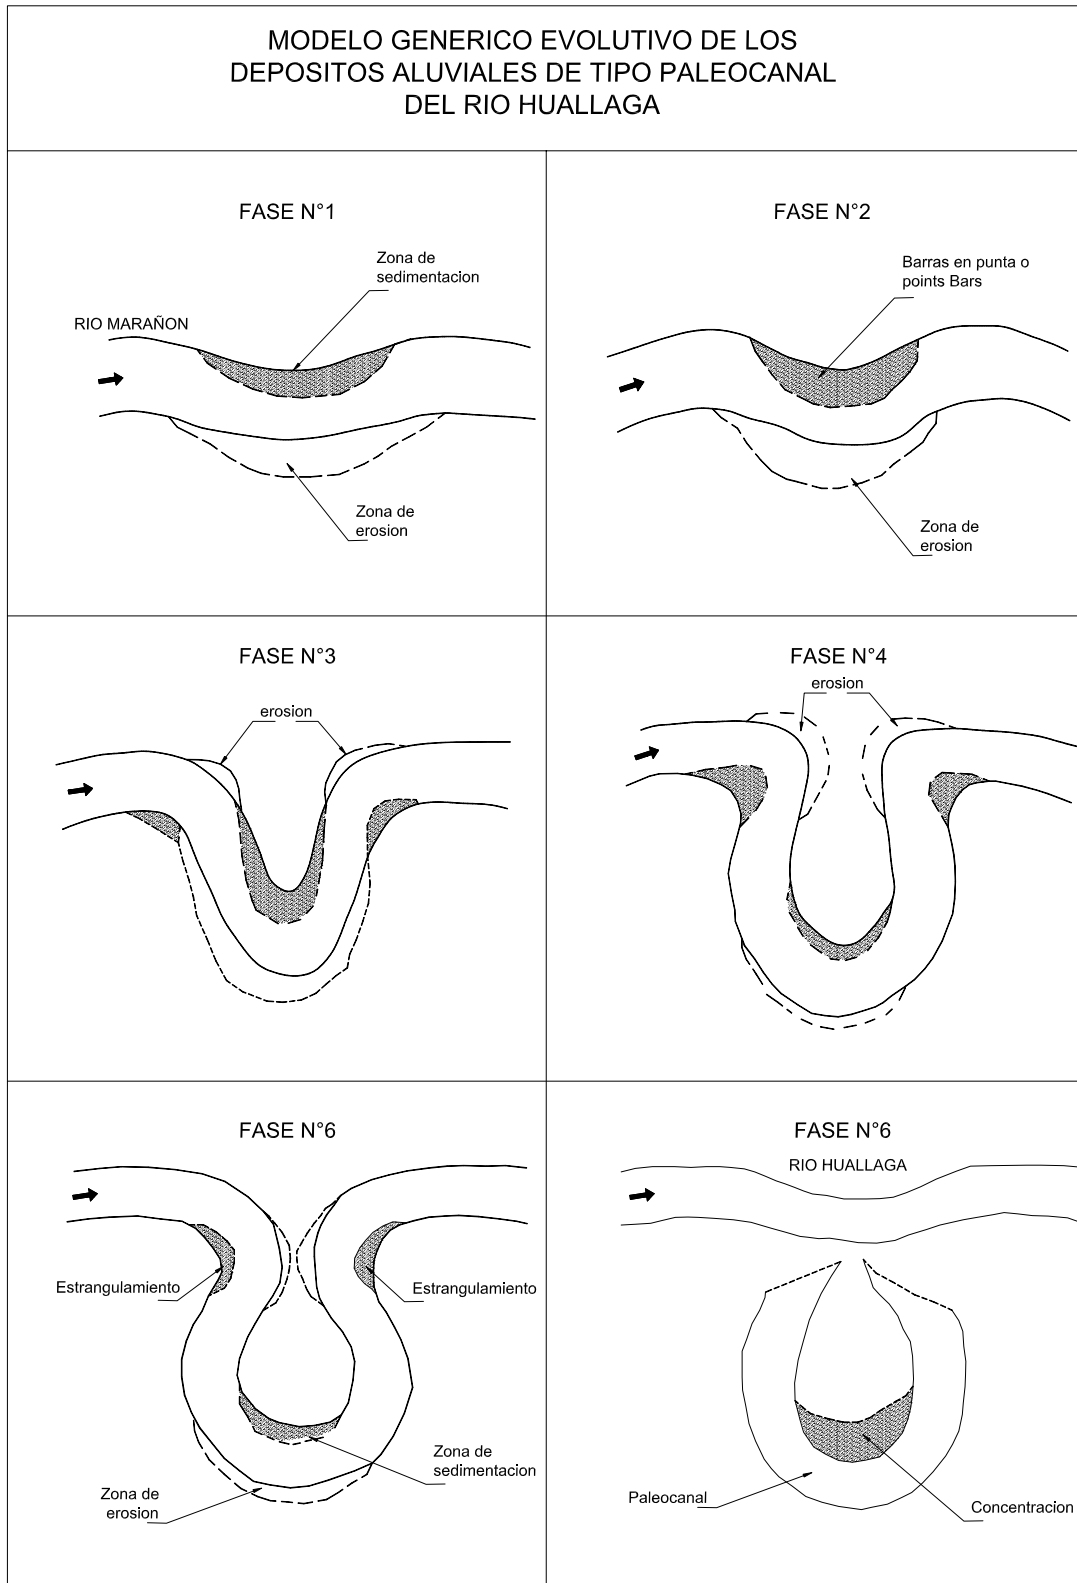 MODELO GENERICO EVOLUTIVO DE LOS
DEPOSITOS ALUVIALES DE TIPO PALEOCANAL
DEL RIO HUALLAGA
FASE N°1
Zona de
sedimentacion
RIO MARAÑON
Zona de
erosion
FASE N°2
Barras en punta o
points Bars
Zona de
erosion
FASE N°3
erosion
FASE N°4
erosion
FASE N°6
Estrangulamiento
Estrangulamiento
Zona de
sedimentacion
Zona de
erosion
FASE N°6
RIO HUALLAGA
Paleocanal
Concentracion